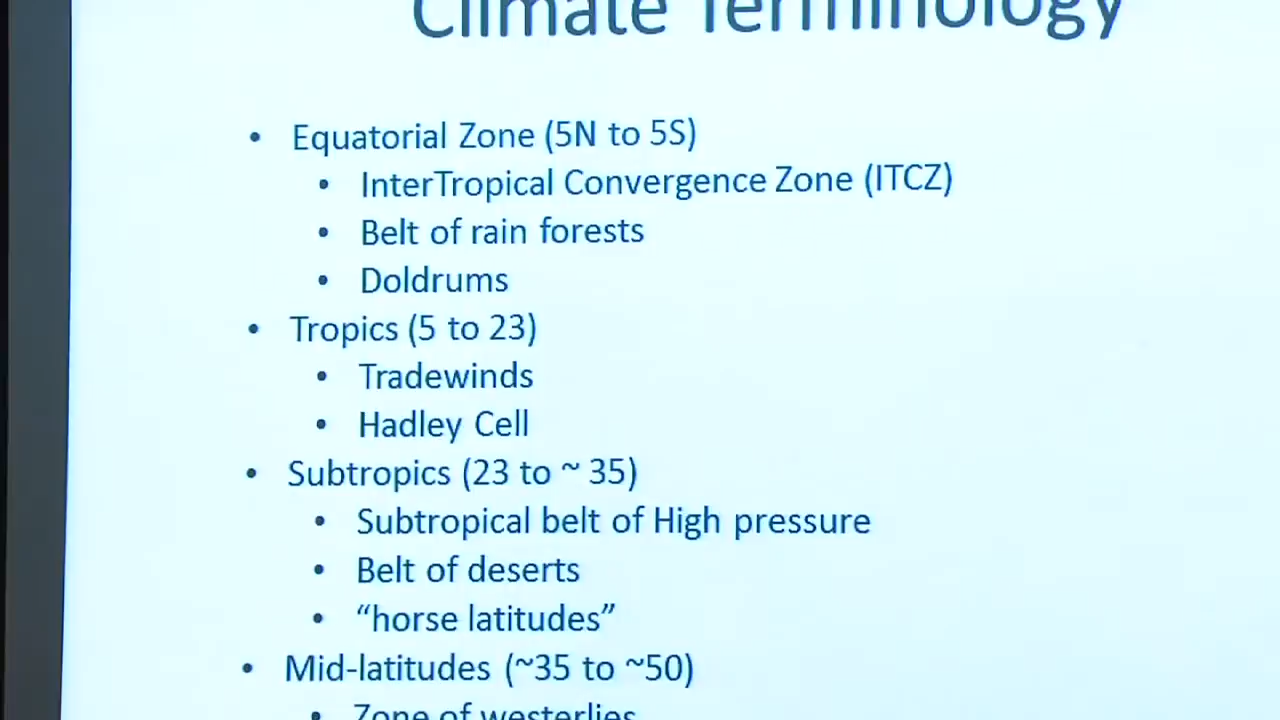 Climate Terminology
• Equatorial Zone (5N to 5S)
• InterTropical Convergence Zone (ITCZ)
• Belt of rain forests
• Doldrums
• Tropics (5 to 23)
• Tradewinds
• Hadley Cell
• Subtropics (23 to ~ 35)
• Subtropical belt of High pressure
• Belt of deserts
• “horse latitudes”
• Mid-latitudes (~35 to ~50)
• Zone of westerlies